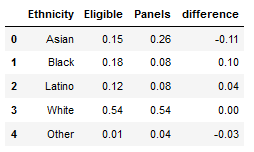 Ethnicity Eligible Panels difference
0 Asian 0.15 0.26 -0.11
1 Black 0.18 0.08 0.10
2 Latino 0.12 0.08 0.04
3 White 0.54 0.54 0.00
4 Other 0.01 0.04 -0.03